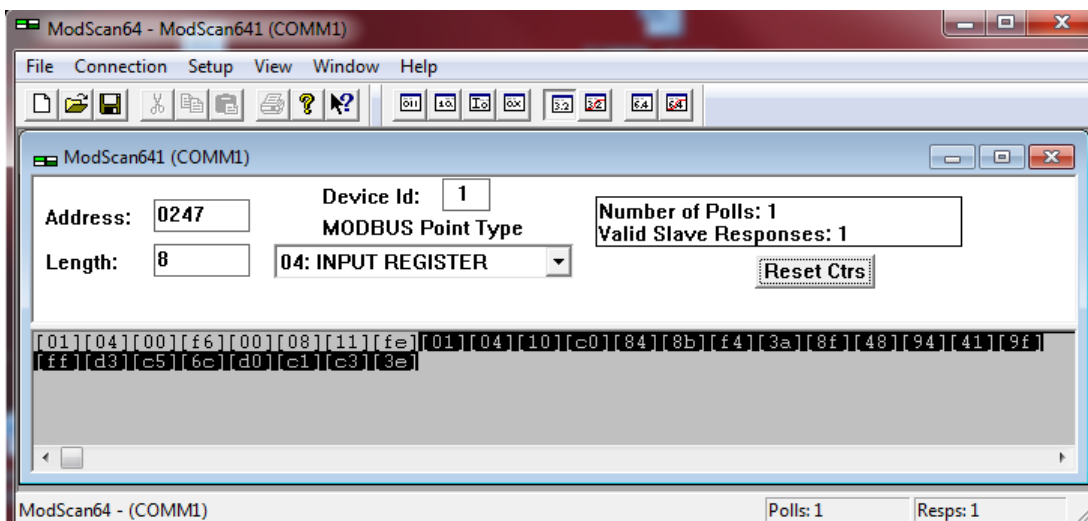 ModScan64 - ModScan641 (COMM1)
File Connection Setup View Window Help
ModScan641 (COMM1)
Address: 0247
Device Id: 1
MODBUS Point Type
Length: 8
04: INPUT REGISTER
Number of Polls: 1
Valid Slave Responses: 1
Reset Ctrs
[01][04][00][f6][00][08][11][fe][01][04][10][c0][84][8b][f4][3a][8f][48][94][41][9f]
[ff][d3][c5][6c][d0][c1][c3][3e]
ModScan64 - (COMM1) Polls: 1 Resps: 1